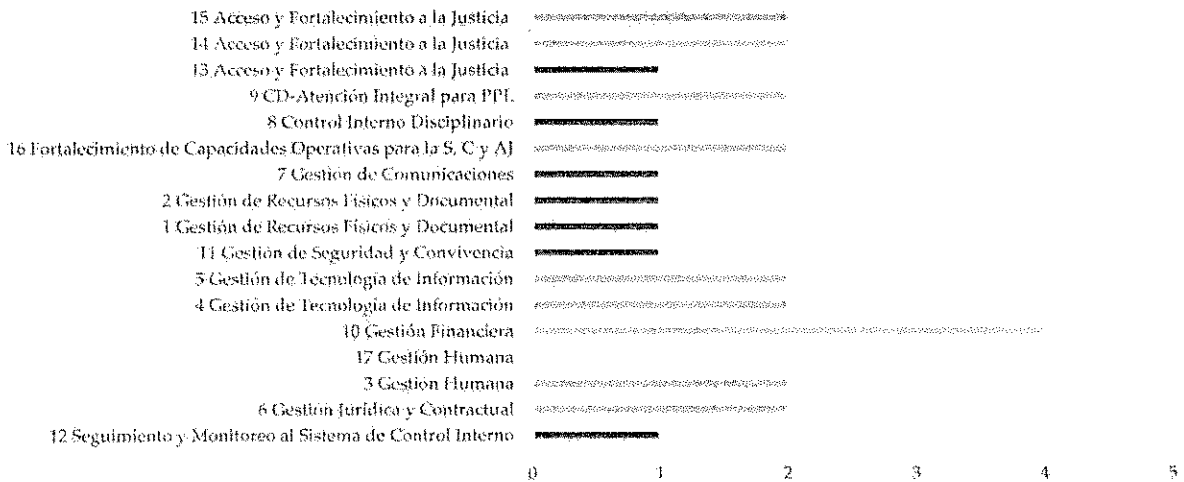 15 Acceso y Fortalecimiento a la Justicia
14 Acceso y Fortalecimiento a la Justicia
13 Acceso y Fortalecimiento a la Justicia
9 CD-Atención Integral para PPL
8 Control Interno Disciplinario
16 Fortalecimiento de Capacidades Operativas para la S, C y AJ
7 Gestión de Comunicaciones
2 Gestión de Recursos Físicos y Documental
1 Gestión de Recursos Físicos y Documental
11 Gestión de Seguridad y Convivencia
5 Gestión de Tecnología de Información
4 Gestión de Tecnología de Información
10 Gestión Financiera
17 Gestión Humana
3 Gestión Humana
6 Gestión Jurídica y Contractual
12 Seguimiento y Monitoreo al Sistema de Control Interno
0 1 2 3 4 5